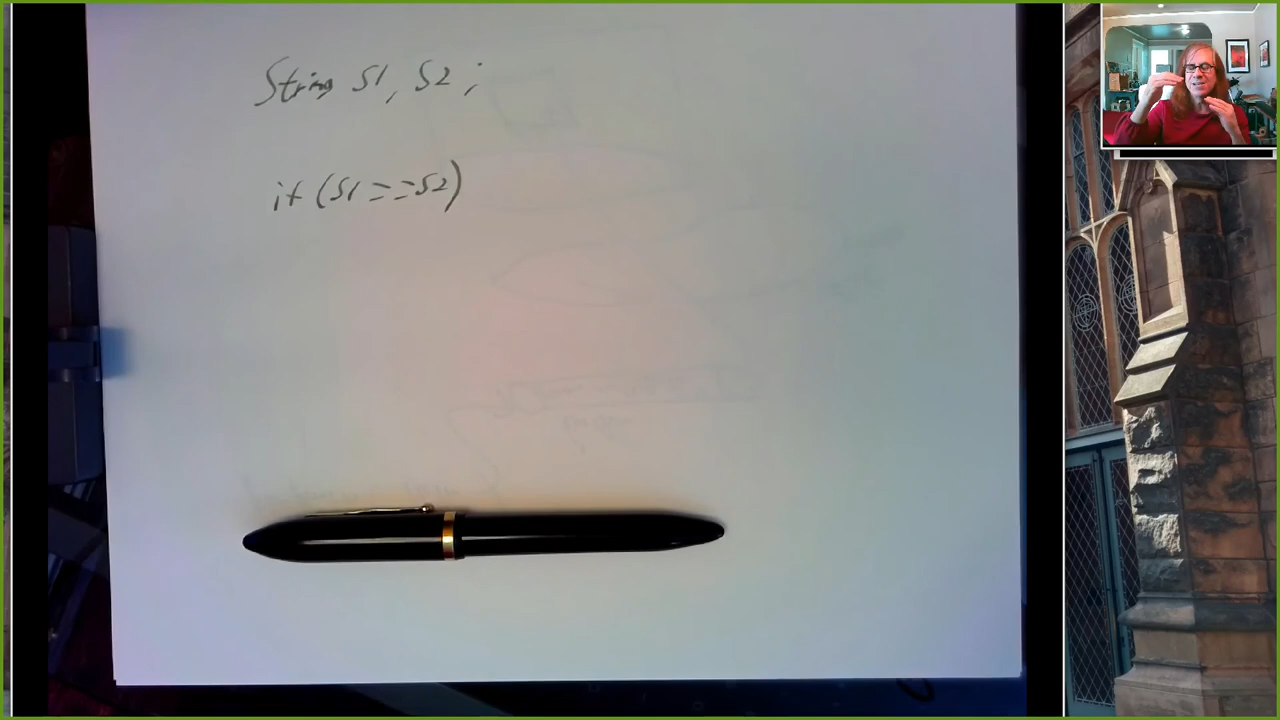 String S1, S2;
if (S1 == S2)